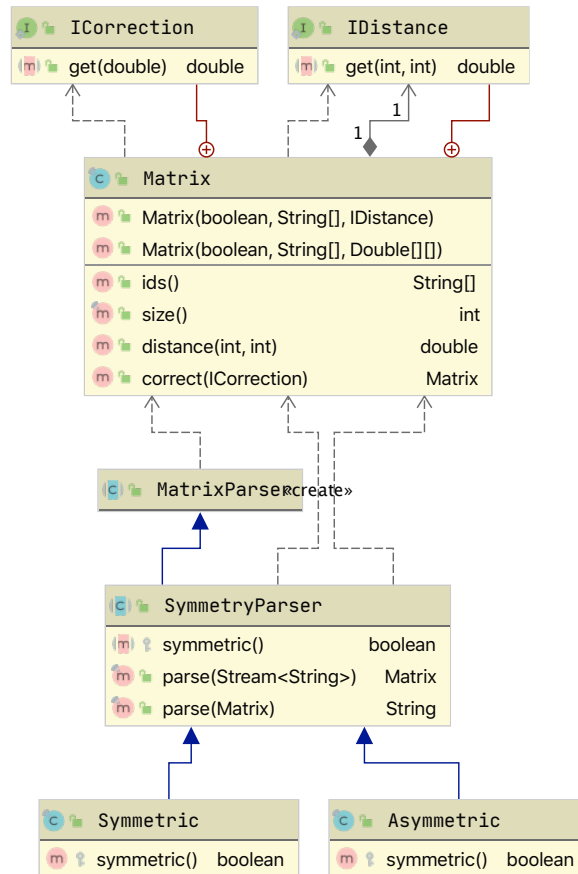 ICorrection
get(double) double
IDistance
get(int, int) double
1
1
Matrix
Matrix(boolean, String[], IDistance)
Matrix(boolean, String[], Double[][])
ids() String[]
size() int
distance(int, int) double
correct(ICorrection) Matrix
MatrixParser
«create»
SymmetryParser
symmetric() boolean
parse(Stream<String>) Matrix
parse(Matrix) String
Symmetric
symmetric() boolean
Asymmetric
symmetric() boolean